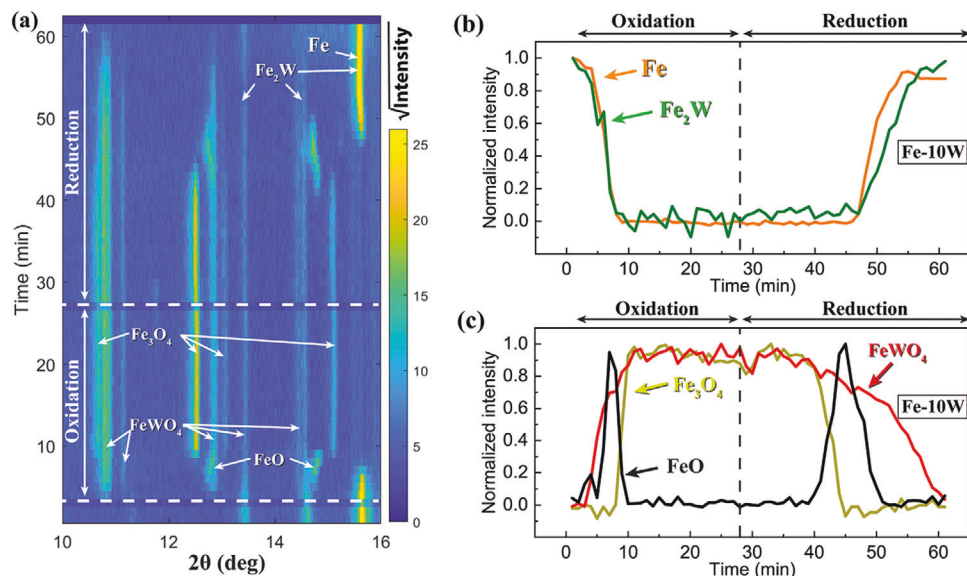 (a)
60
50
40
30
20
10
Time (min)
Reduction
Oxidation
Fe
Fe₂W
Fe₃O₄
FeWO₄
FeO
10
12
14
16
2θ (deg)
√Intensity
25
20
15
10
5
0
(b)
Oxidation
Reduction
Normalized intensity
1.0
0.8
0.6
0.4
0.2
0.0
Fe
Fe₂W
Fe-10W
0
10
20
30
40
50
60
Time (min)
(c)
Oxidation
Reduction
Normalized intensity
1.0
0.8
0.6
0.4
0.2
0.0
FeWO₄
Fe₃O₄
Fe-10W
FeO
0
10
20
30
40
50
60
Time (min)